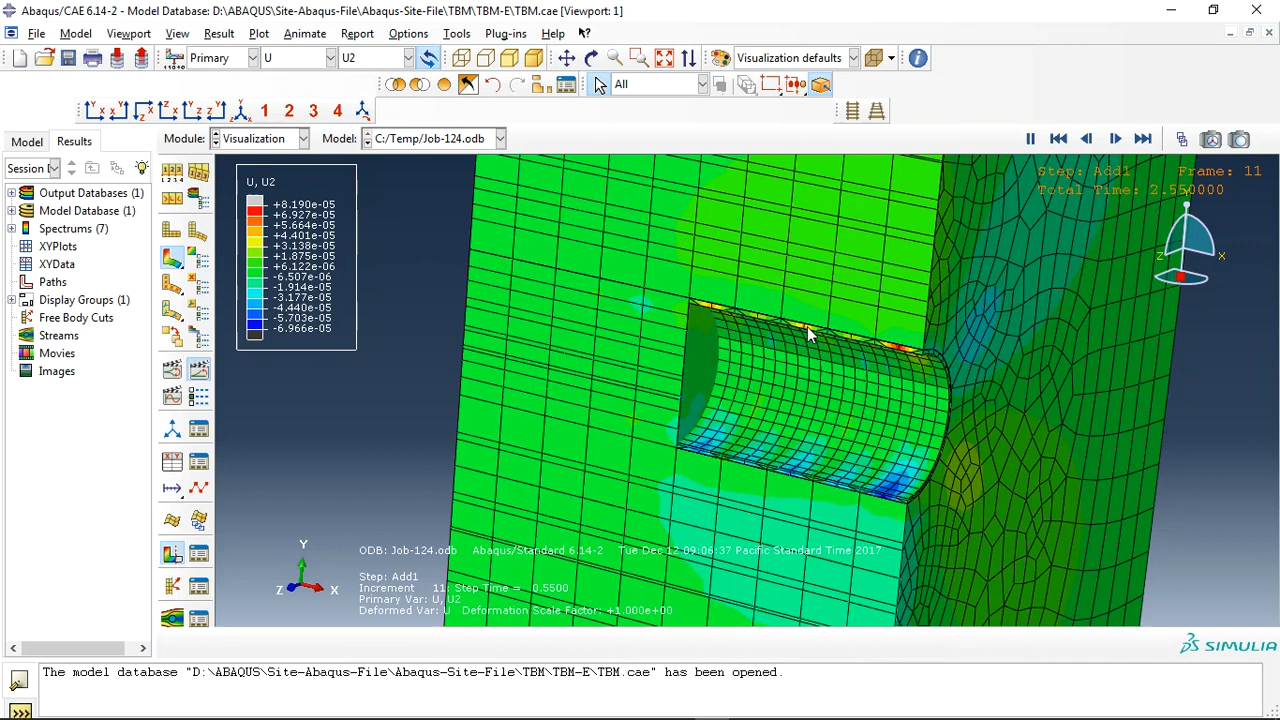 Abaqus/CAE 6.14-2 - Model Database: D:\ABAQUS\Site-Abaqus-File\Abaqus-Site-File\TBM\TBM-E\TBM.cae [Viewport: 1]
File Model Viewport View Result Plot Animate Report Options Tools Plug-ins Help
Primary U U2 Visualization defaults
All
1 2 3 4
Model Results Module: Visualization Model: C:/Temp/Job-124.odb
Session
Output Databases (1)
Model Database (1)
Spectrums (7)
XYPlots
XYData
Paths
Display Groups (1)
Free Body Cuts
Streams
Movies
Images
U, U2
+8.190e-05
+6.927e-05
+5.664e-05
+4.401e-05
+3.138e-05
+1.875e-05
+6.122e-06
-6.507e-06
-1.914e-05
-3.177e-05
-4.440e-05
-5.703e-05
-6.966e-05
Step: Add1 Frame: 11
Total Time: 2.550000
Y
Z X
Y
Z X
ODB: Job-124.odb Abaqus/Standard 6.14-2 Tue Dec 12 09:06:37 Pacific Standard Time 2017
Step: Add1
Increment 11: Step Time = 0.5500
Primary Var: U, U2
Deformed Var: U Deformation Scale Factor: +1.000e+00
SIMULIA
The model database "D:\ABAQUS\Site-Abaqus-File\Abaqus-Site-File\TBM\TBM-E\TBM.cae" has been opened.
>>>